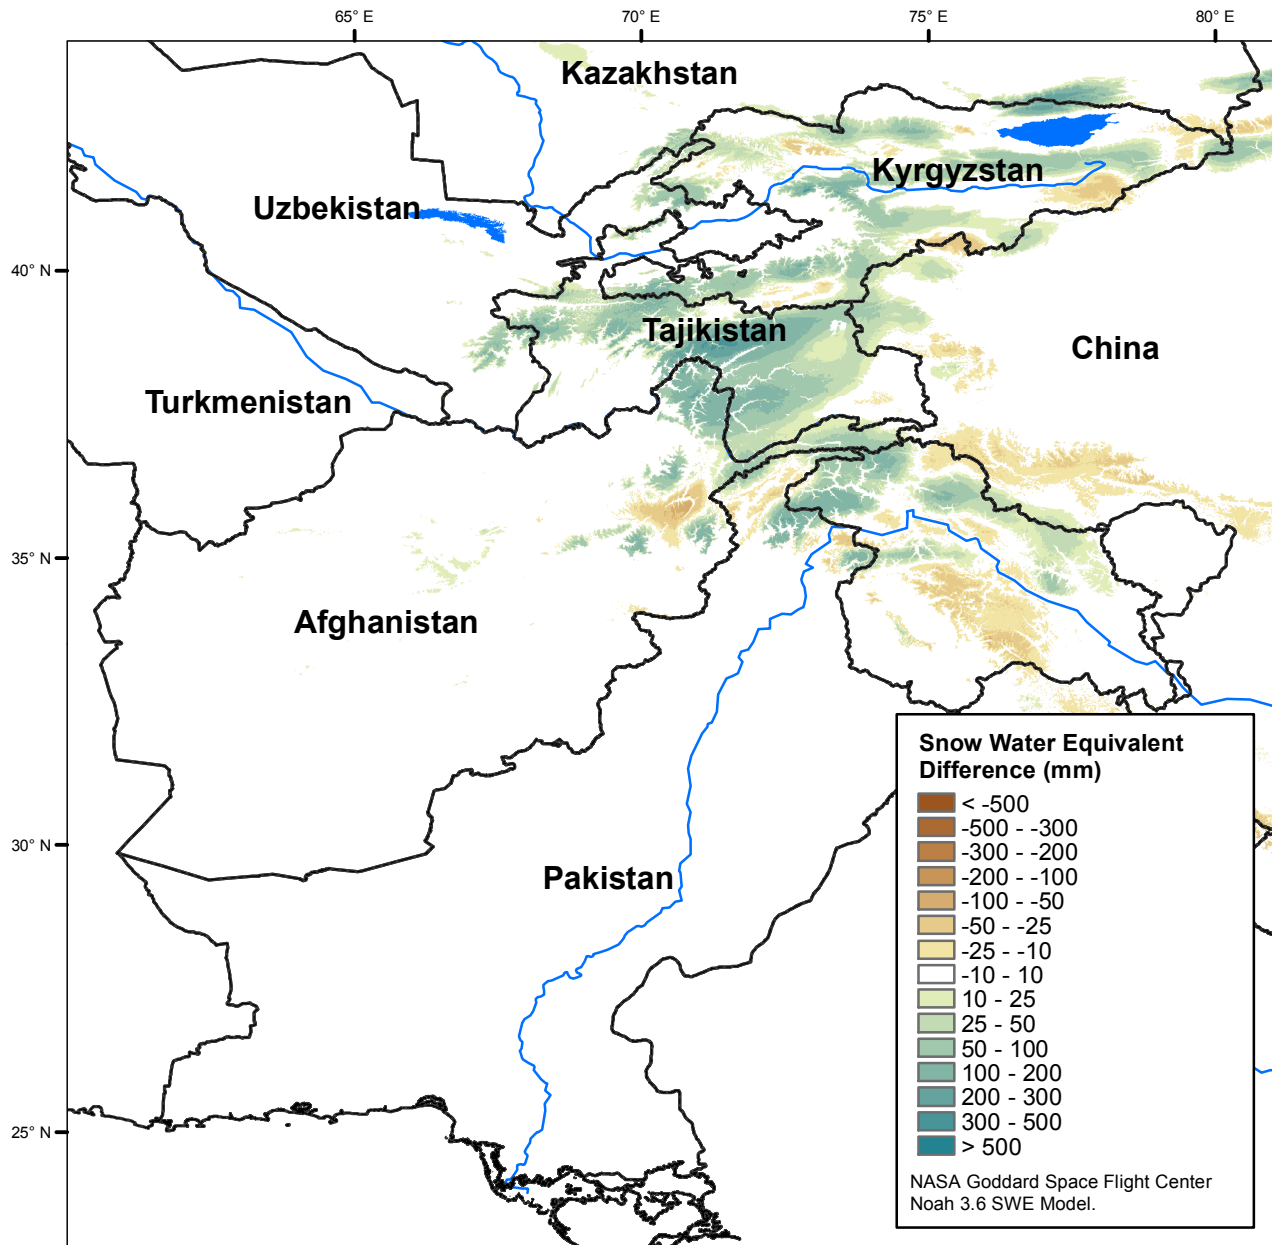 65° E
70° E
75° E
80° E
Kazakhstan
Kyrgyzstan
Uzbekistan
40° N
Tajikistan
China
Turkmenistan
35° N
Afghanistan
Snow Water Equivalent
Difference (mm)
< -500
-500 - -300
-300 - -200
-200 - -100
-100 - -50
-50 - -25
-25 - -10
-10 - 10
10 - 25
25 - 50
50 - 100
100 - 200
200 - 300
300 - 500
> 500
NASA Goddard Space Flight Center
Noah 3.6 SWE Model.
30° N
Pakistan
25° N